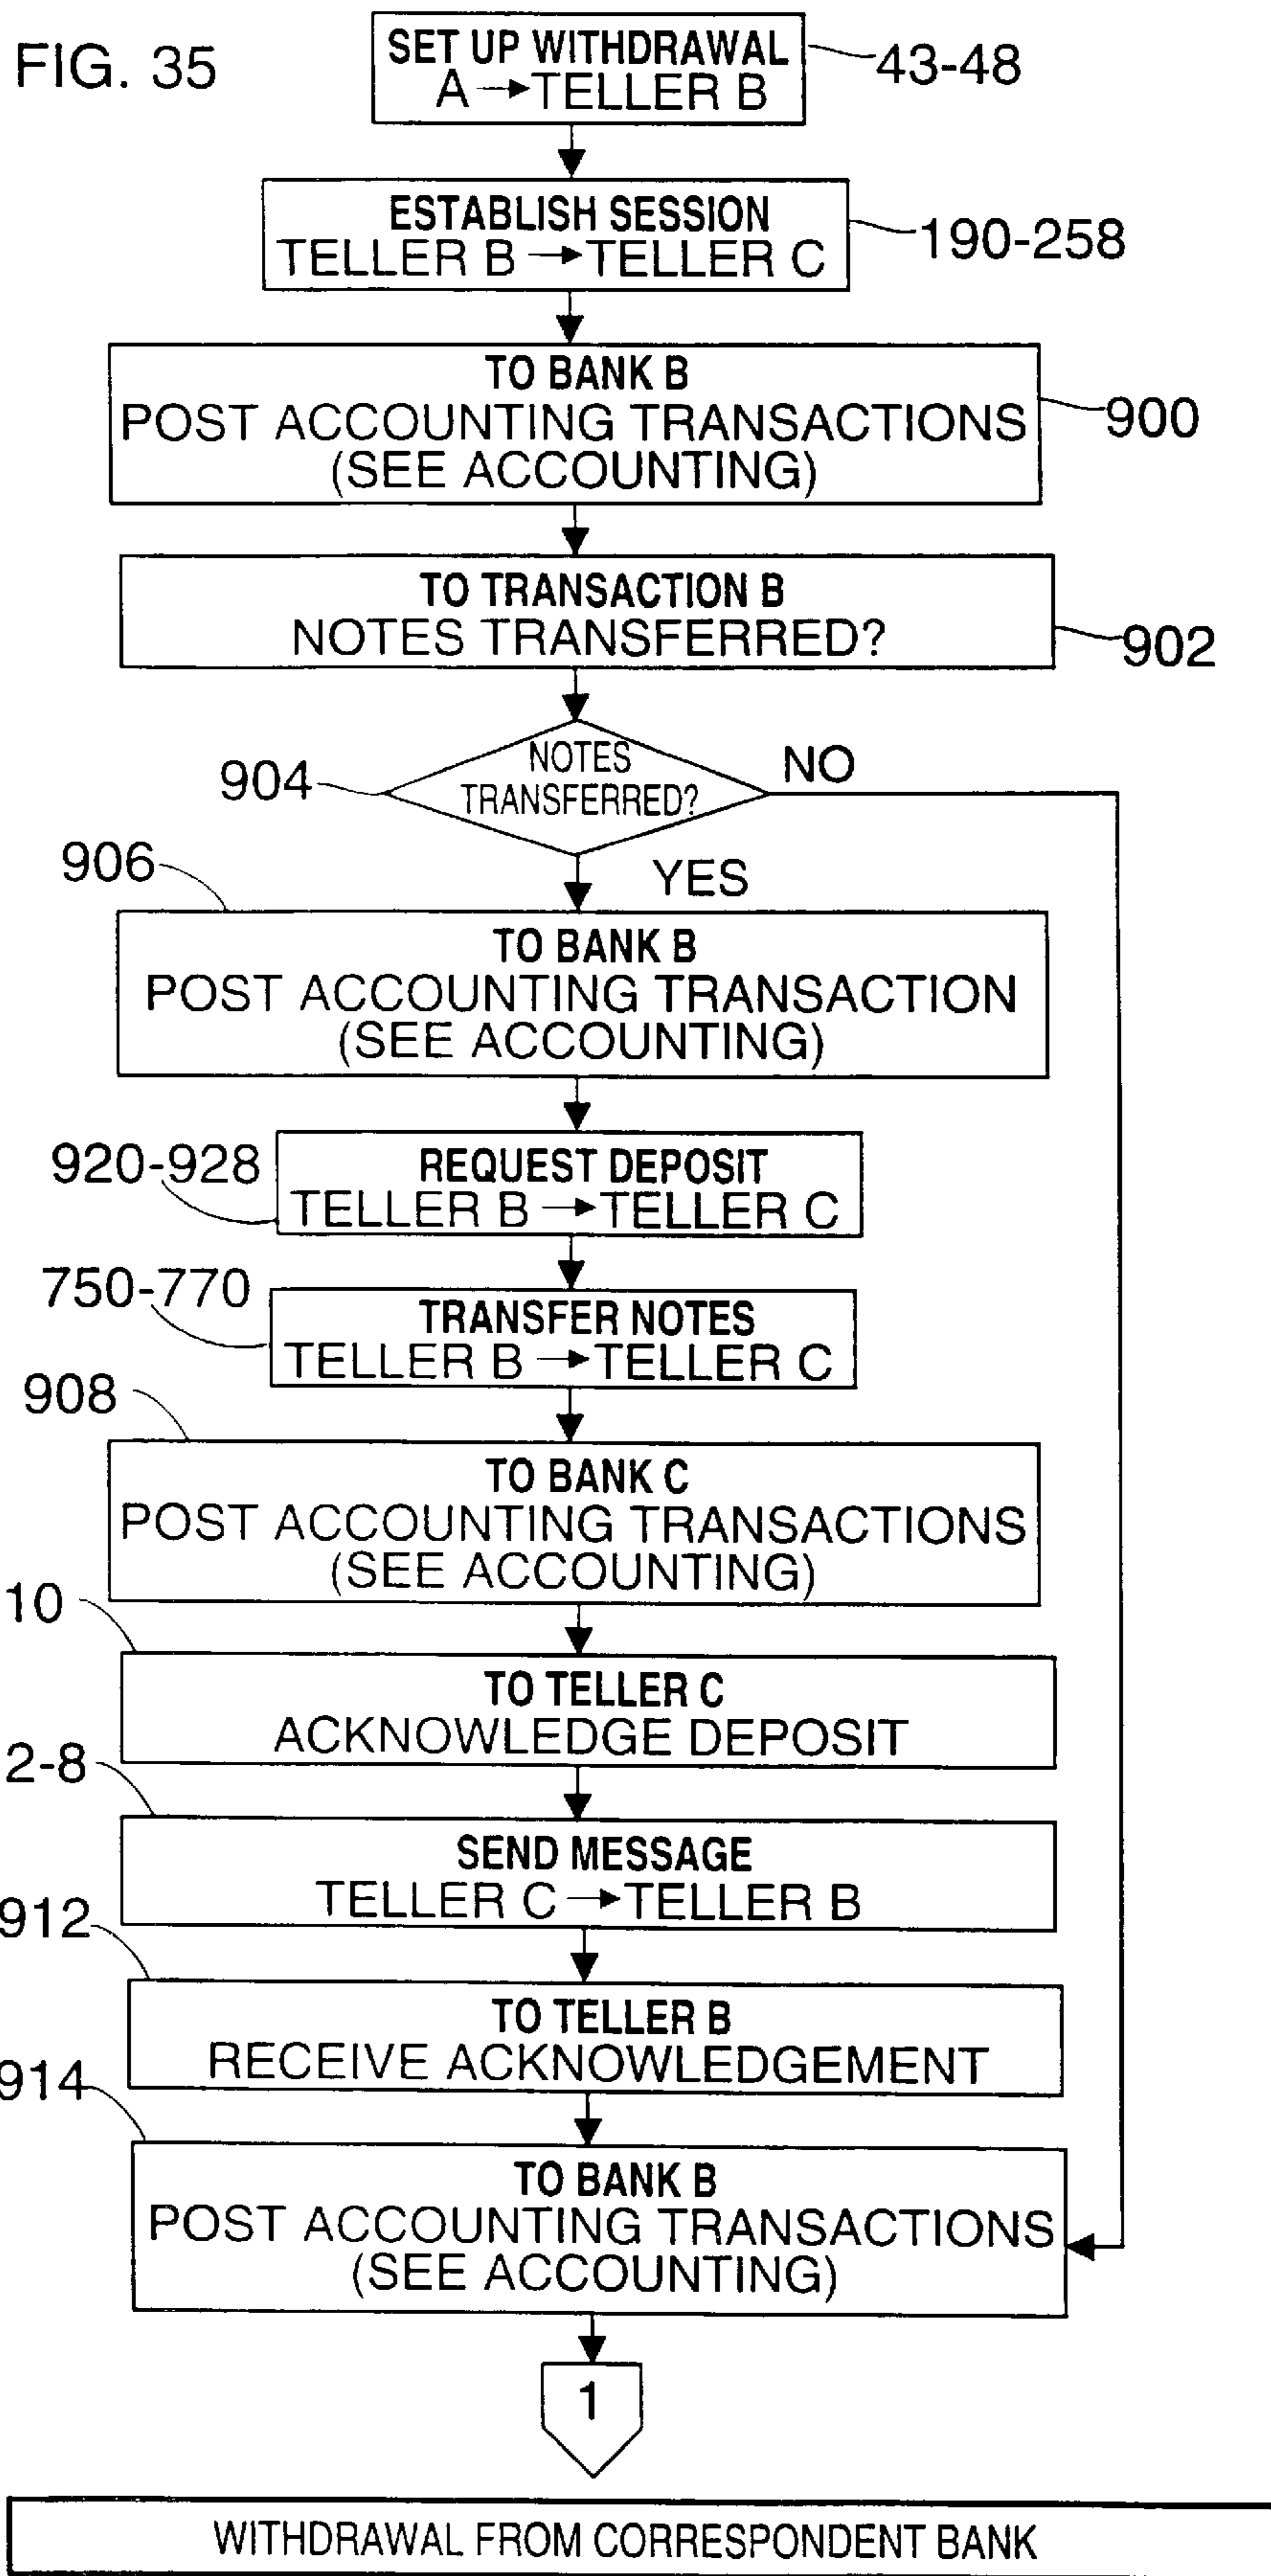 FIG. 35
SET UP WITHDRAWAL
A → TELLER B
43-48
ESTABLISH SESSION
TELLER B → TELLER C
190-258
TO BANK B
POST ACCOUNTING TRANSACTIONS
(SEE ACCOUNTING)
900
TO TRANSACTION B
NOTES TRANSFERRED?
902
NOTES
TRANSFERRED?
904
NO
YES
906
TO BANK B
POST ACCOUNTING TRANSACTION
(SEE ACCOUNTING)
920-928
REQUEST DEPOSIT
TELLER B → TELLER C
750-770
TRANSFER NOTES
TELLER B → TELLER C
908
TO BANK C
POST ACCOUNTING TRANSACTIONS
(SEE ACCOUNTING)
10
TO TELLER C
ACKNOWLEDGE DEPOSIT
2-8
SEND MESSAGE
TELLER C → TELLER B
912
TO TELLER B
RECEIVE ACKNOWLEDGEMENT
914
TO BANK B
POST ACCOUNTING TRANSACTIONS
(SEE ACCOUNTING)
1
WITHDRAWAL FROM CORRESPONDENT BANK